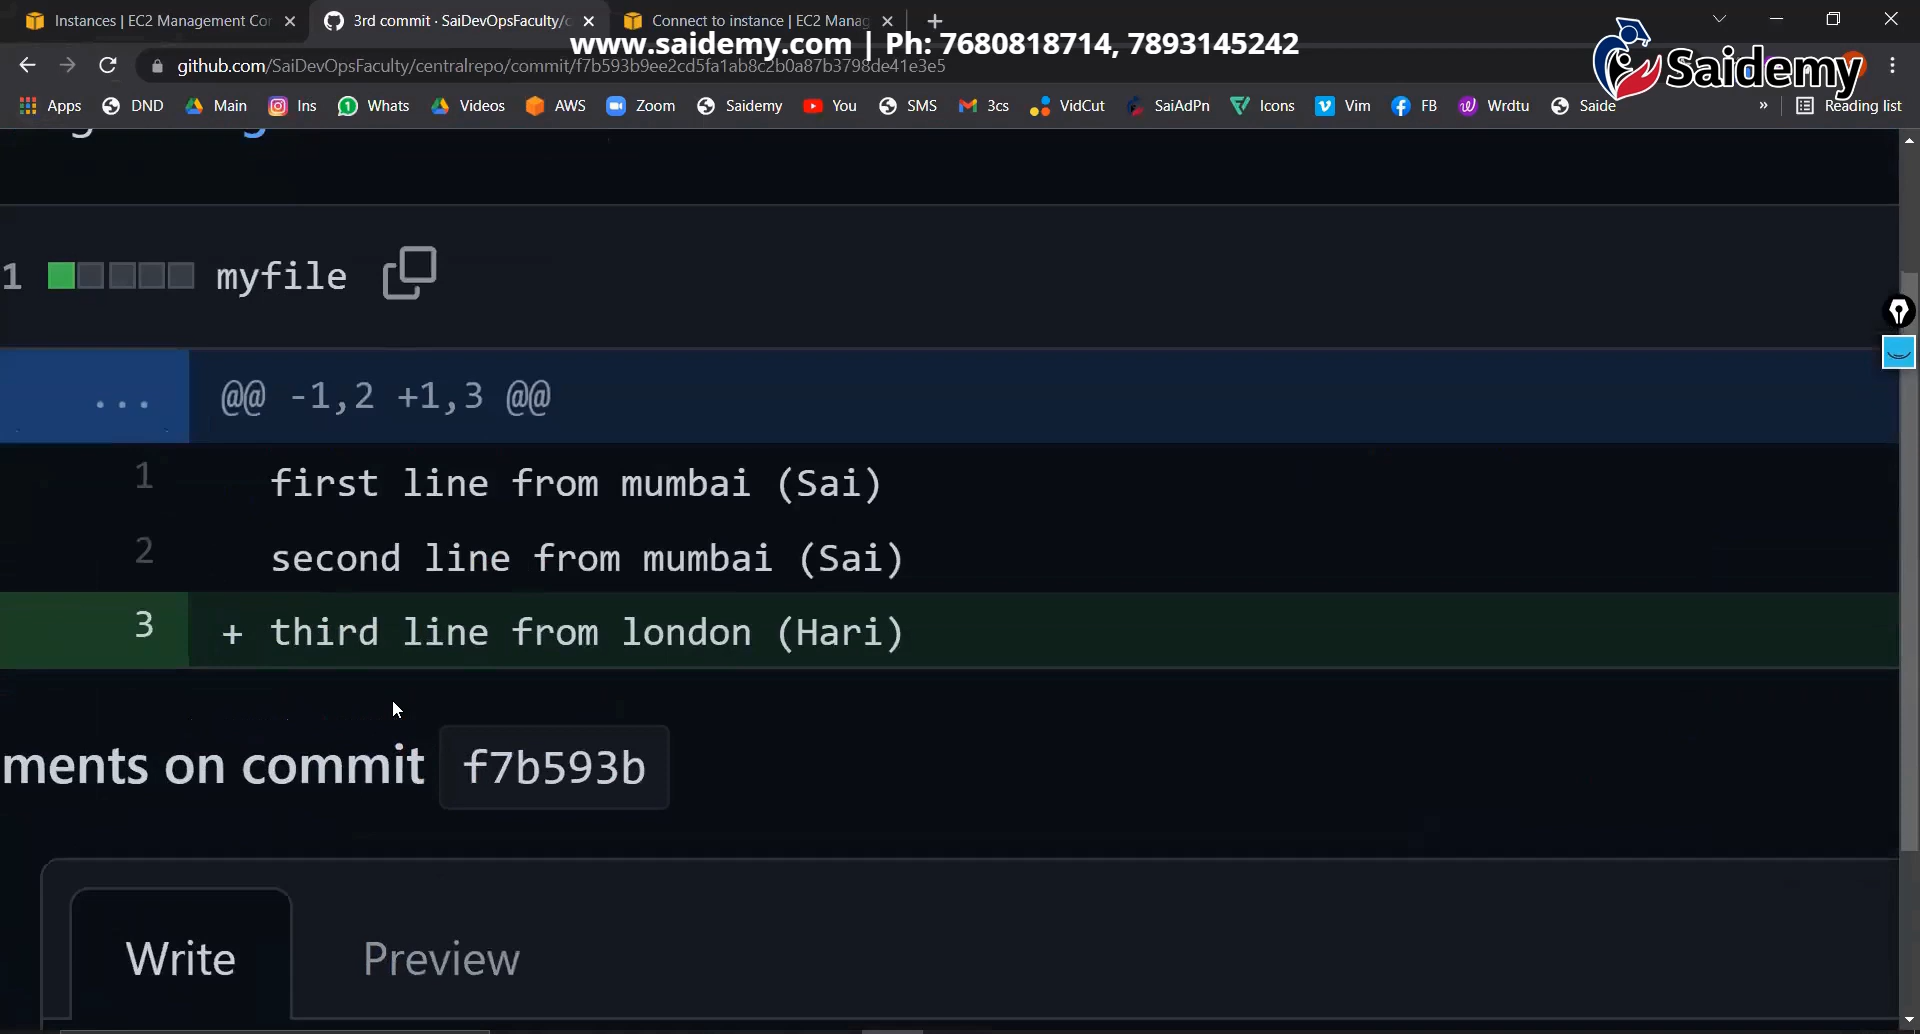 Instances | EC2 Management Cor
3rd commit · SaiDevOpsFaculty/c
Connect to instance | EC2 Manag
www.saidemy.com | Ph: 7680818714, 7893145242
github.com/SaiDevOpsFaculty/centralrepo/commit/f7b593b9ee2cd5fa1ab8c2b0a87b3798de41e3e5
Saidemy
Apps DND Main Ins Whats Videos AWS Zoom Saidemy You SMS 3cs VidCut SaiAdPn Icons Vim FB Wrdtu Saide » Reading list
1 myfile
... @@ -1,2 +1,3 @@
1 first line from mumbai (Sai)
2 second line from mumbai (Sai)
3 + third line from london (Hari)
ments on commit f7b593b
Write Preview